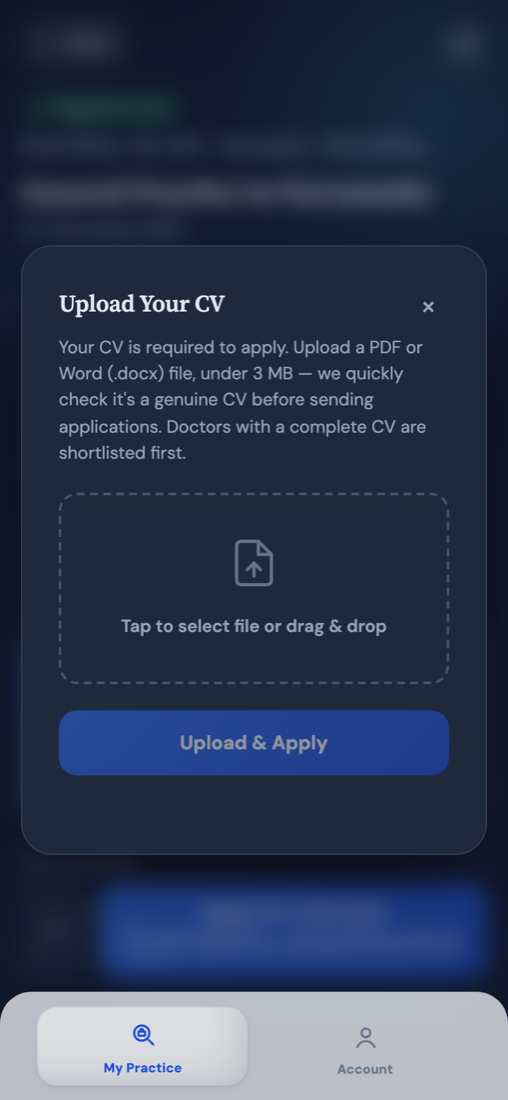 Upload Your CV
×
Your CV is required to apply. Upload a PDF or
Word (.docx) file, under 3 MB — we quickly
check it's a genuine CV before sending
applications. Doctors with a complete CV are
shortlisted first.
Tap to select file or drag & drop
Upload & Apply
My Practice
Account